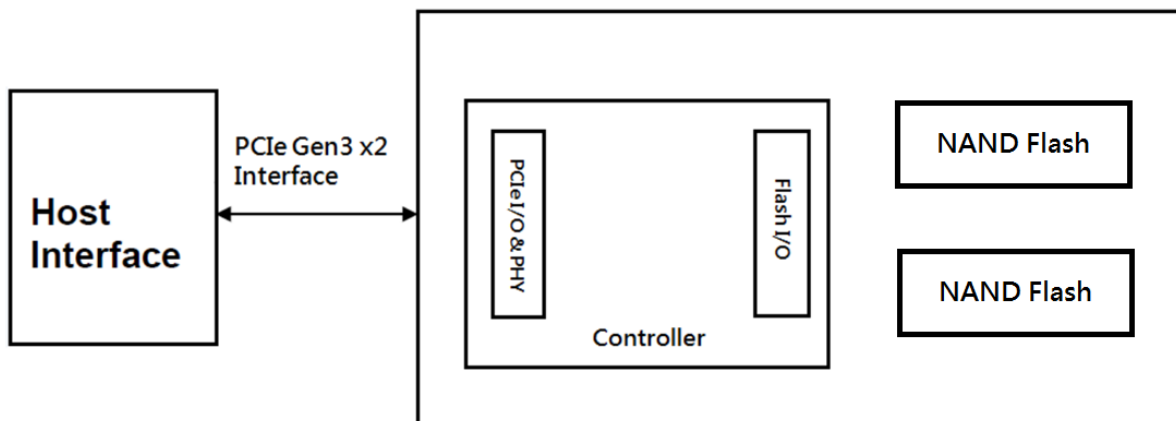 Host
Interface
PCIe Gen3 x2
Interface
PCIe I/O & PHY
Flash I/O
Controller
NAND Flash
NAND Flash